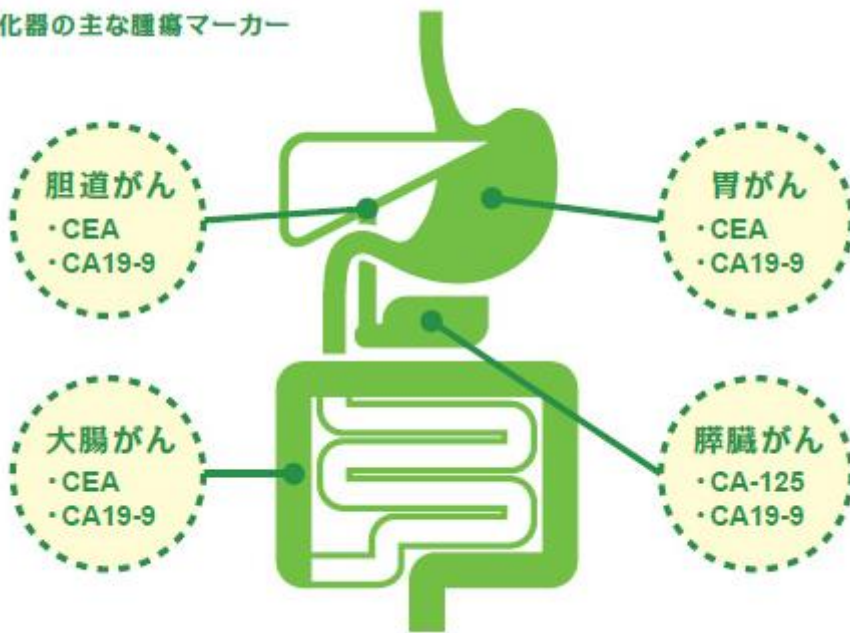 化器の主な腫瘍マーカー
胆道がん
・CEA
・CA19-9
胃がん
・CEA
・CA19-9
大腸がん
・CEA
・CA19-9
膵臓がん
・CA-125
・CA19-9